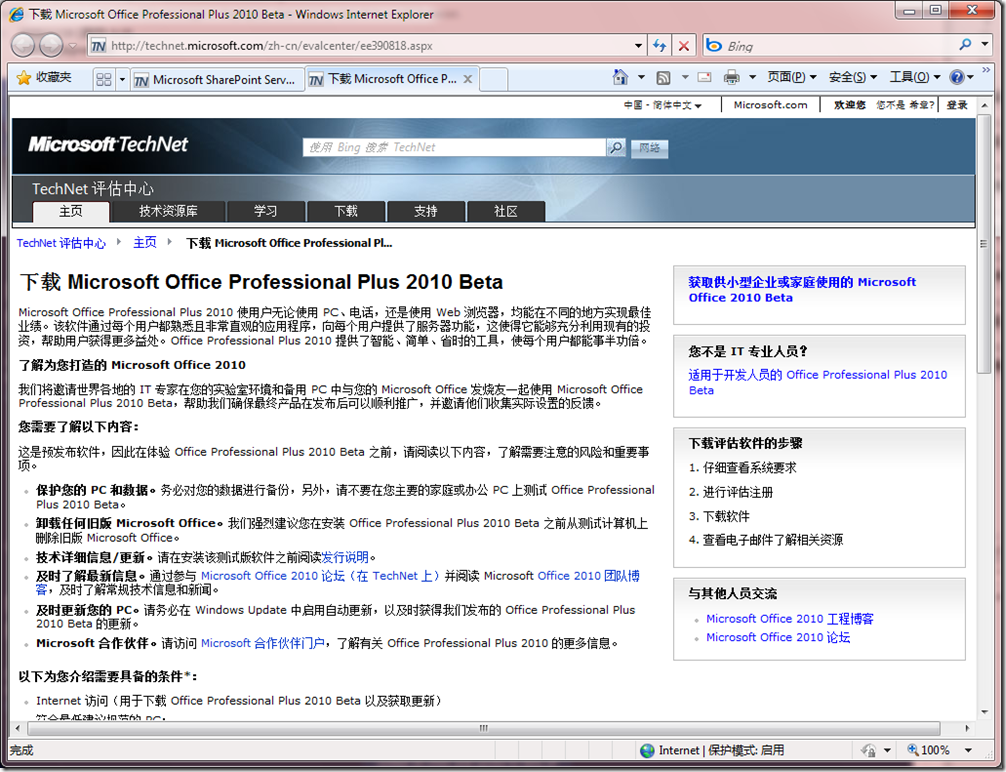 下载 Microsoft Office Professional Plus 2010 Beta - Windows Internet Explorer
http://technet.microsoft.com/zh-cn/evalcenter/ee390818.aspx
Bing
收藏夹
Microsoft SharePoint Serv...
下载 Microsoft Office P...
页面(P)
安全(S)
工具(O)
中国 - 简体中文
Microsoft.com
欢迎您 您不是 希章?
登录
Microsoft TechNet
使用 Bing 搜索 TechNet
网络
TechNet 评估中心
主页
技术资源库
学习
下载
支持
社区
TechNet 评估中心
主页
下载 Microsoft Office Professional Pl...
下载 Microsoft Office Professional Plus 2010 Beta
Microsoft Office Professional Plus 2010 使用户无论使用 PC、电话，还是使用 Web 浏览器，均能在不同的地方实现最佳
业绩。该软件通过每个用户都熟悉且非常直观的应用程序，向每个用户提供了服务器功能，这使得它能够充分利用现有的投
资，帮助用户获得更多益处。Office Professional Plus 2010 提供了智能、简单、省时的工具，使每个用户都能事半功倍。
了解为您打造的 Microsoft Office 2010
我们将邀请世界各地的 IT 专家在您的实验室环境和备用 PC 中与您的 Microsoft Office 发烧友一起使用 Microsoft Office
Professional Plus 2010 Beta，帮助我们确保最终产品在发布后可以顺利推广，并邀请他们收集实际设置的反馈。
您需要了解以下内容：
这是预发布软件，因此在体验 Office Professional Plus 2010 Beta 之前，请阅读以下内容，了解需要注意的风险和重要事
项。
保护您的 PC 和数据。务必对您的数据进行备份，另外，请不要在您主要的家庭或办公 PC 上测试 Office Professional
Plus 2010 Beta。
卸载任何旧版 Microsoft Office。我们强烈建议您在安装 Office Professional Plus 2010 Beta 之前从测试计算机上
删除旧版 Microsoft Office。
技术详细信息/更新。请在安装该测试版软件之前阅读发行说明。
及时了解最新信息。通过参与 Microsoft Office 2010 论坛（在 TechNet 上）并阅读 Microsoft Office 2010 团队博
客，及时了解常规技术信息和新闻。
及时更新您的 PC。请务必在 Windows Update 中启用自动更新，以及时获得我们发布的 Office Professional Plus
2010 Beta 的更新。
Microsoft 合作伙伴。请访问 Microsoft 合作伙伴门户，了解有关 Office Professional Plus 2010 的更多信息。
以下为您介绍需要具备的条件*：
Internet 访问（用于下载 Office Professional Plus 2010 Beta 以及获取更新）
符合最低建议规范的 PC：
获取供小型企业或家庭使用的 Microsoft
Office 2010 Beta
您不是 IT 专业人员?
适用于开发人员的 Office Professional Plus 2010
Beta
下载评估软件的步骤
1. 仔细查看系统要求
2. 进行评估注册
3. 下载软件
4. 查看电子邮件了解相关资源
与其他人员交流
Microsoft Office 2010 工程博客
Microsoft Office 2010 论坛
完成
Internet | 保护模式: 启用
100%